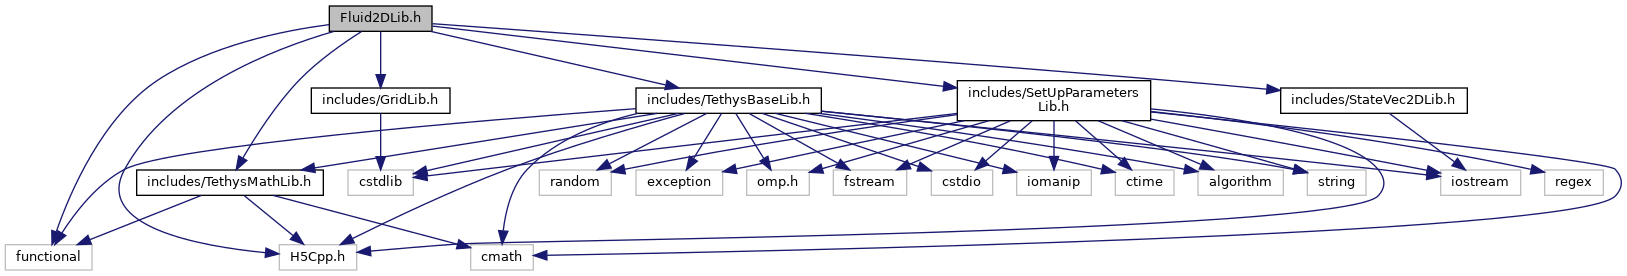 Fluid2DLib.h
includes/GridLib.h
includes/TethysBaseLib.h
includes/SetUpParameters
Lib.h
includes/StateVec2DLib.h
includes/TethysMathLib.h
cstdlib
random
exception
omp.h
fstream
cstdio
iomanip
ctime
algorithm
string
iostream
regex
functional
H5Cpp.h
cmath